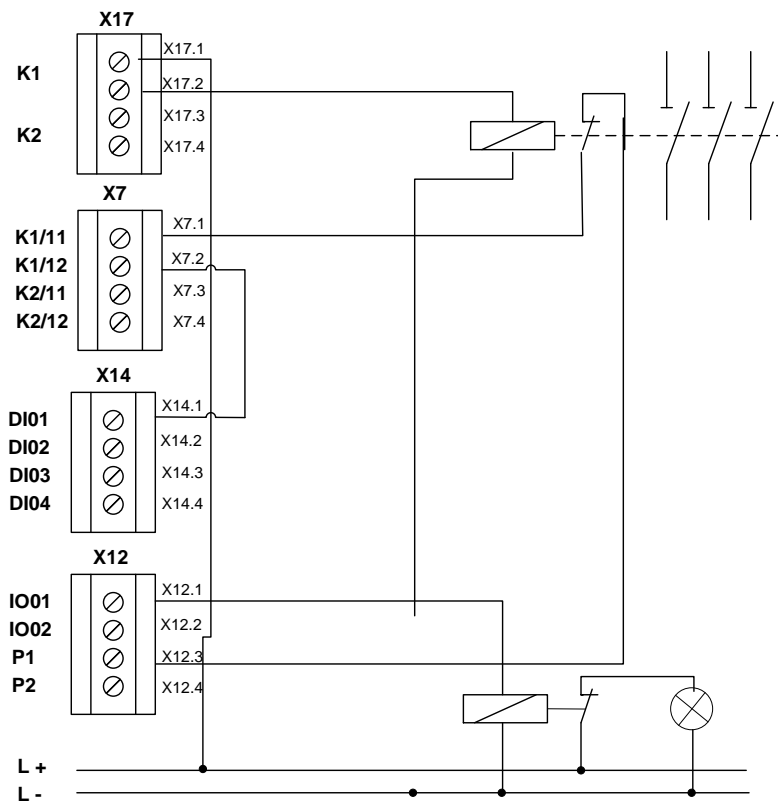 X17
K1
X17.1
X17.2
K2
X17.3
X17.4
X7
K1/11
X7.1
K1/12
X7.2
K2/11
X7.3
K2/12
X7.4
X14
DI01
X14.1
DI02
X14.2
DI03
X14.3
DI04
X14.4
X12
IO01
X12.1
IO02
X12.2
P1
X12.3
P2
X12.4
L +
L -